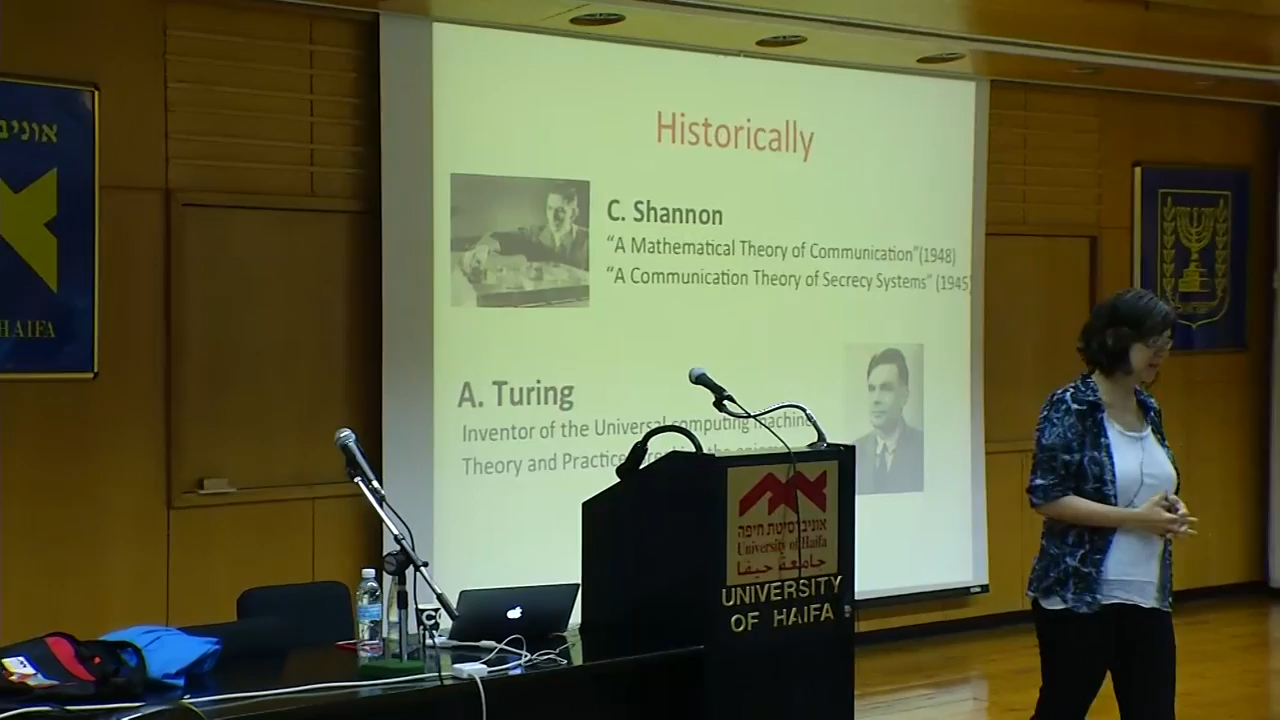 אוניב
HAIFA
Historically
C. Shannon
“A Mathematical Theory of Communication”(1948)
“A Communication Theory of Secrecy Systems” (1945
A. Turing
Inventor of the Universal computing machine
Theory and Practice
אוניברסיטת חיפה
University of Haifa
جامعة حيفا
UNIVERSITY
OF HAIFA